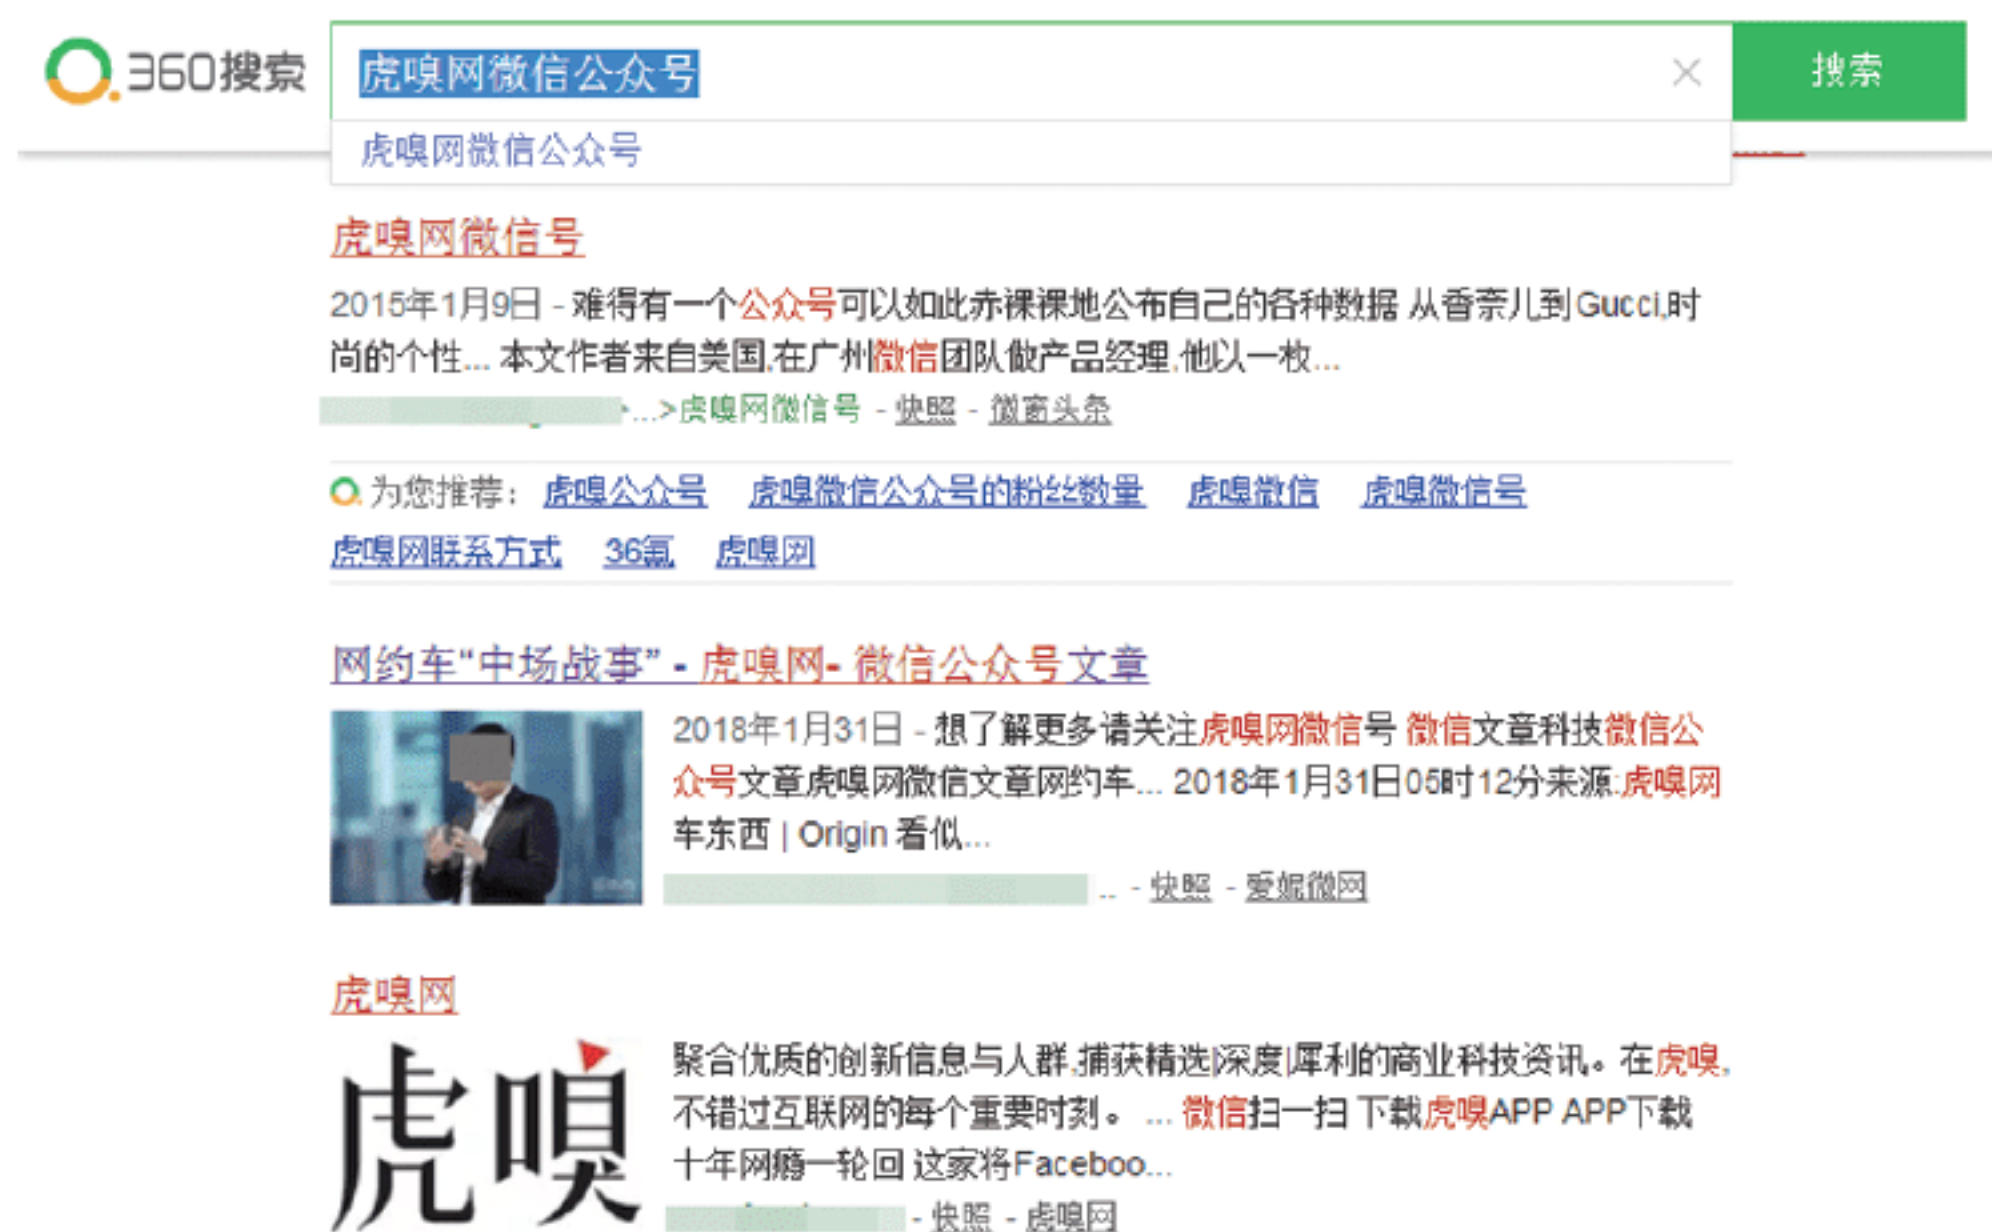 360搜索
虎嗅网微信公众号
搜索
虎嗅网微信公众号
虎嗅网微信号
2015年1月9日 - 难得有一个公众号可以如此赤裸裸地公布自己的各种数据 从香奈儿到Gucci,时
尚的个性... 本文作者来自美国,在广州微信团队做产品经理,他以一枚...
...>虎嗅网微信号 - 快照 - 微窗头条
为您推荐： 虎嗅公众号 虎嗅微信公众号的粉丝数量 虎嗅微信 虎嗅微信号
虎嗅网联系方式 36氪 虎嗅网
网约车“中场战事” - 虎嗅网- 微信公众号文章
2018年1月31日 - 想了解更多请关注虎嗅网微信号 微信文章科技微信公
众号文章虎嗅网微信文章网约车... 2018年1月31日05时12分来源:虎嗅网
车东西 | Origin 看似...
.. - 快照 - 爱妮微网
虎嗅网
虎嗅
聚合优质的创新信息与人群,捕获精选|深度|犀利的商业科技资讯。在虎嗅,
不错过互联网的每个重要时刻。 ... 微信扫一扫 下载虎嗅APP APP下载
十年网瘾一轮回 这家将Faceboo...
- 快照 - 虎嗅网